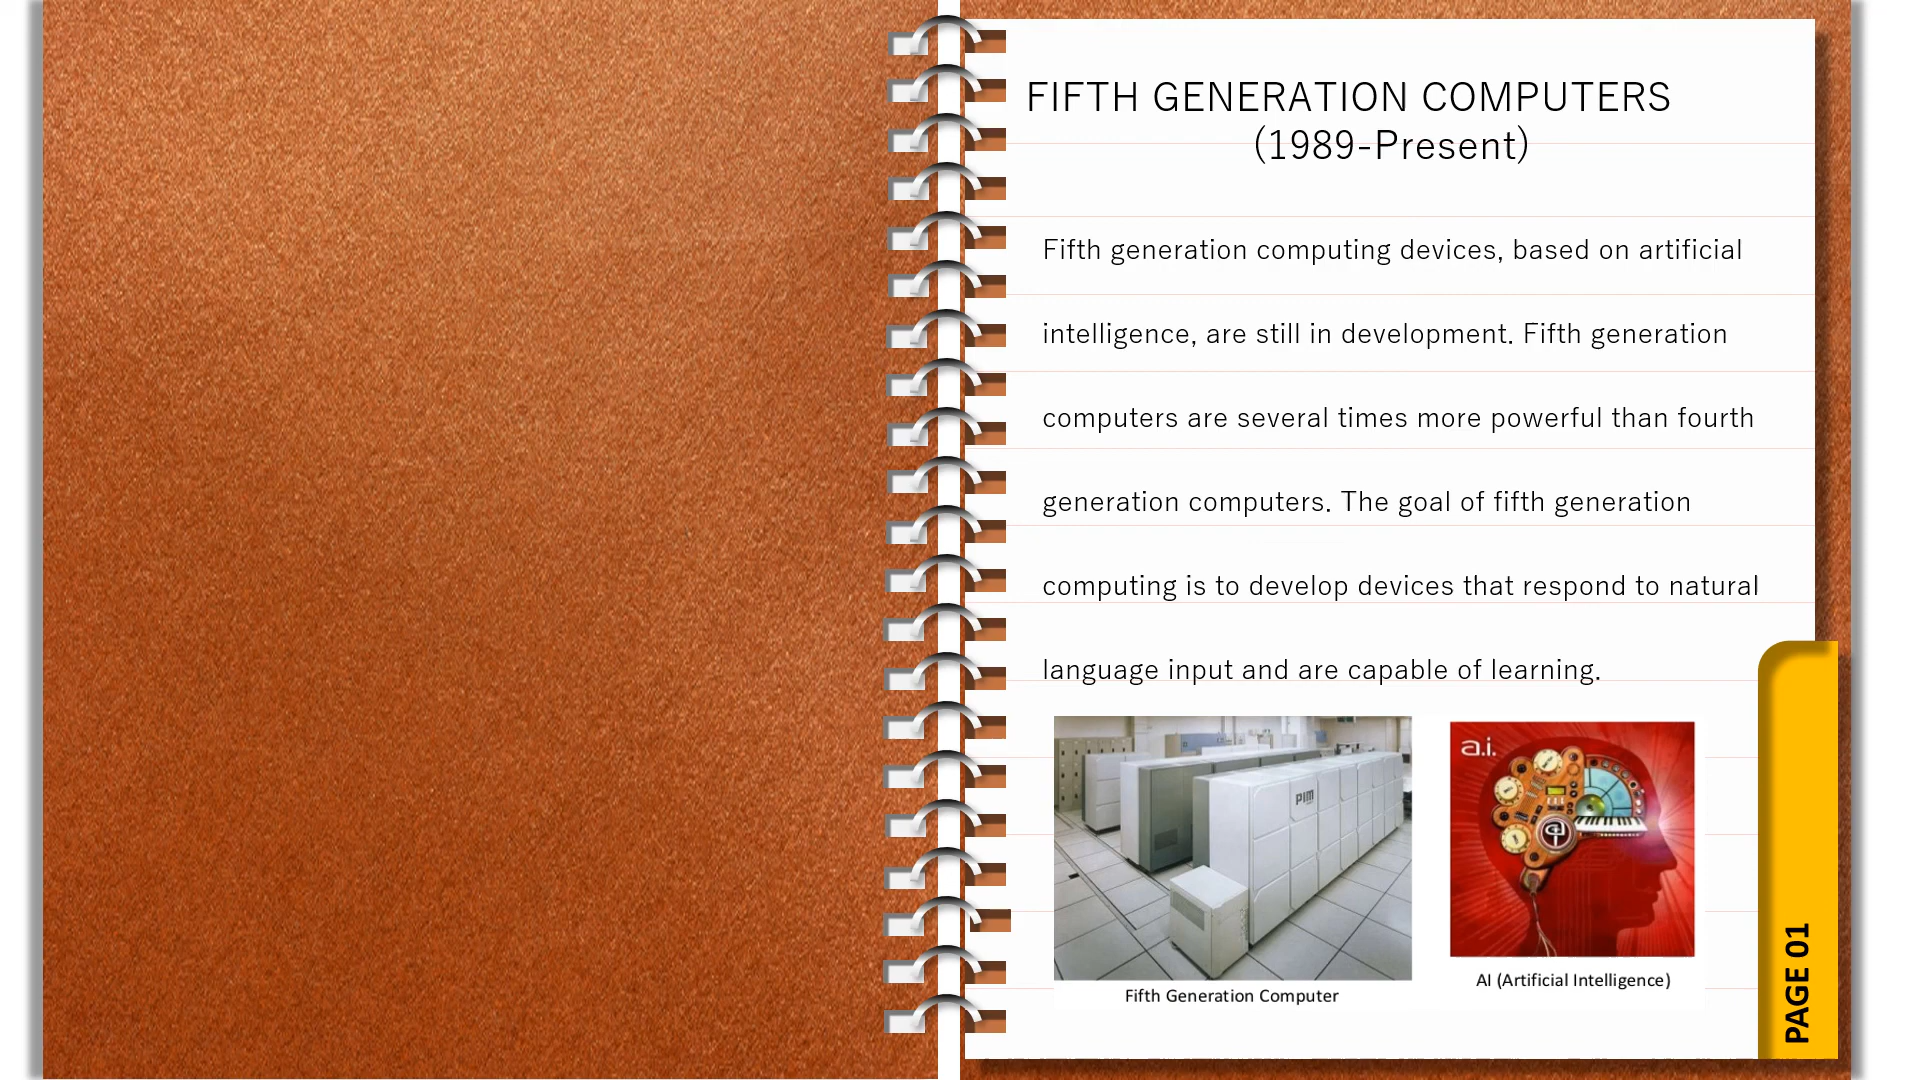 FIFTH GENERATION COMPUTERS
(1989-Present)
Fifth generation computing devices, based on artificial
intelligence, are still in development. Fifth generation
computers are several times more powerful than fourth
generation computers. The goal of fifth generation
computing is to develop devices that respond to natural
language input and are capable of learning.
PIM
a.i.
Fifth Generation Computer
AI (Artificial Intelligence)
PAGE 01